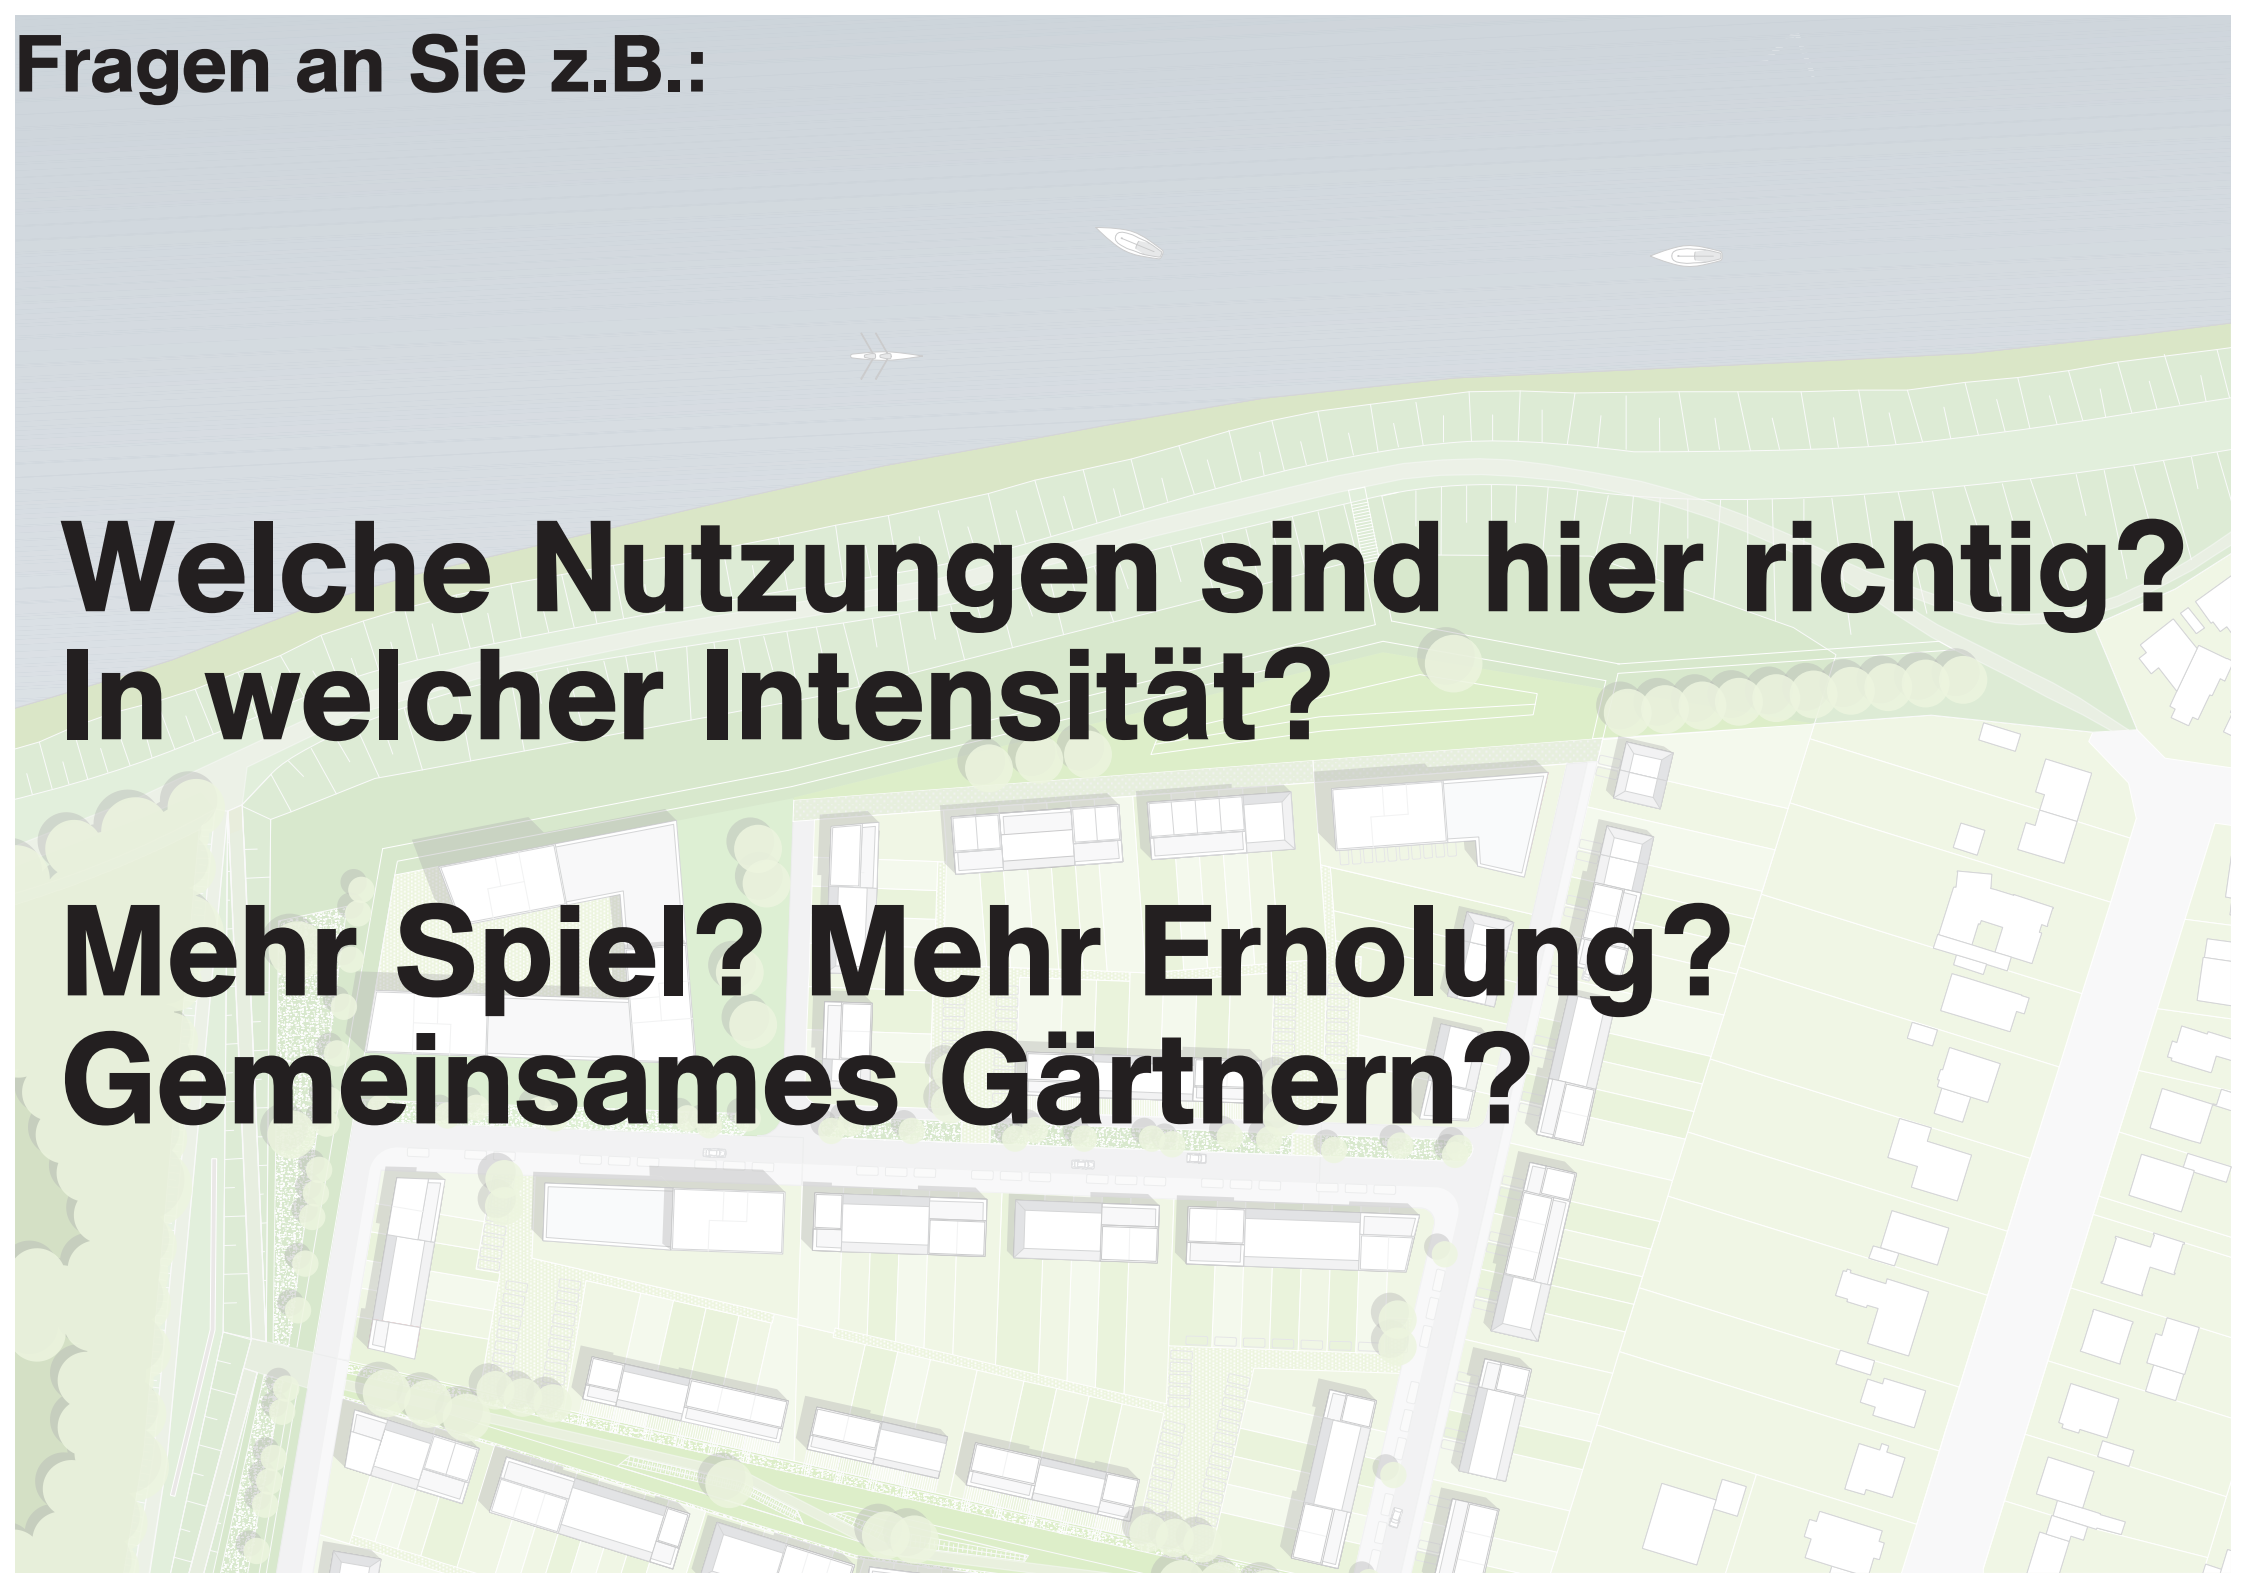 Fragen an Sie z.B.:
Welche Nutzungen sind hier richtig?
In welcher Intensität?
Mehr Spiel? Mehr Erholung?
Gemeinsames Gärtnern?